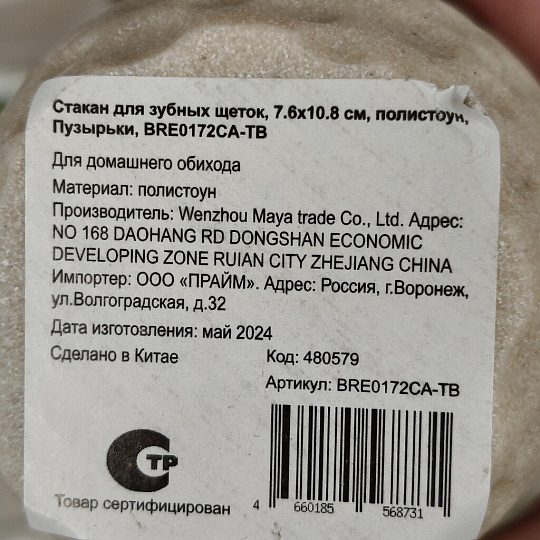 Стакан для зубных щеток, 7.6х10.8 см, полистоун,
Пузырьки, BRE0172CA-TB
Для домашнего обихода
Материал: полистоун
Производитель: Wenzhou Maya trade Co., Ltd. Адрес:
NO 168 DAOHANG RD DONGSHAN ECONOMIC
DEVELOPING ZONE RUIAN CITY ZHEJIANG CHINA
Импортер: ООО «ПРАЙМ». Адрес: Россия, г.Воронеж,
ул.Волгоградская, д.32
Дата изготовления: май 2024
Сделано в Китае
Код: 480579
Артикул: BRE0172CA-TB
СТР
Товар сертифицирован
4 660185 568731